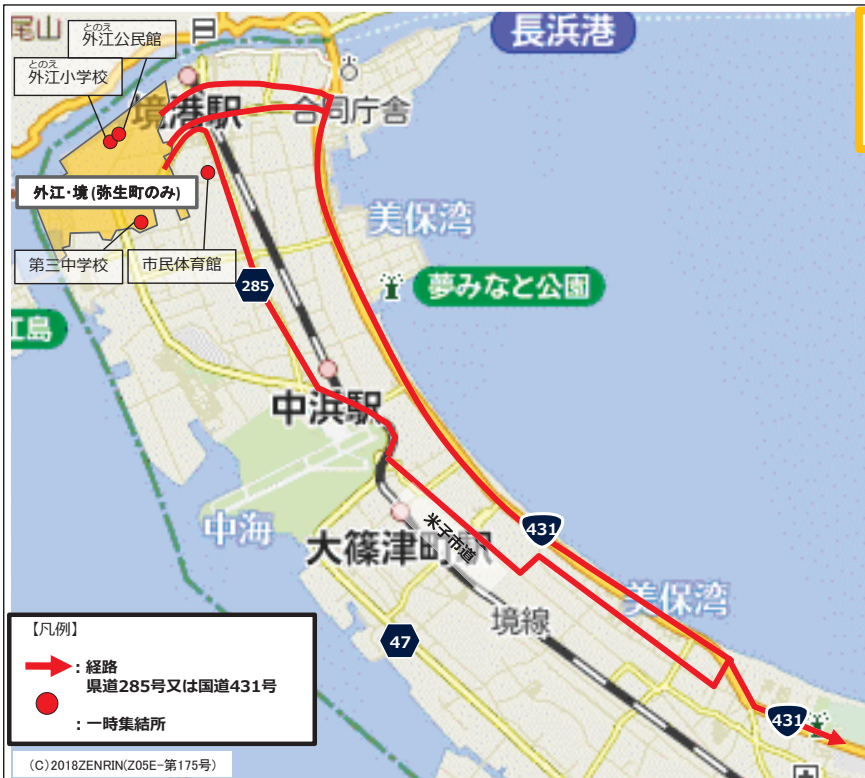 尾山
とのえ
外江公民館
日
長浜港
とのえ
外江小学校
境港駅
合同庁舎
外江・境(弥生町のみ)
美保湾
第三中学校
市民体育館
285
夢みなと公園
江島
中浜駅
中海
米子市道
431
大篠津町駅
美保湾
境線
47
【凡例】
:経路
県道285号又は国道431号
:一時集結所
431
(C)2018ZENRIN(Z05E-第175号)